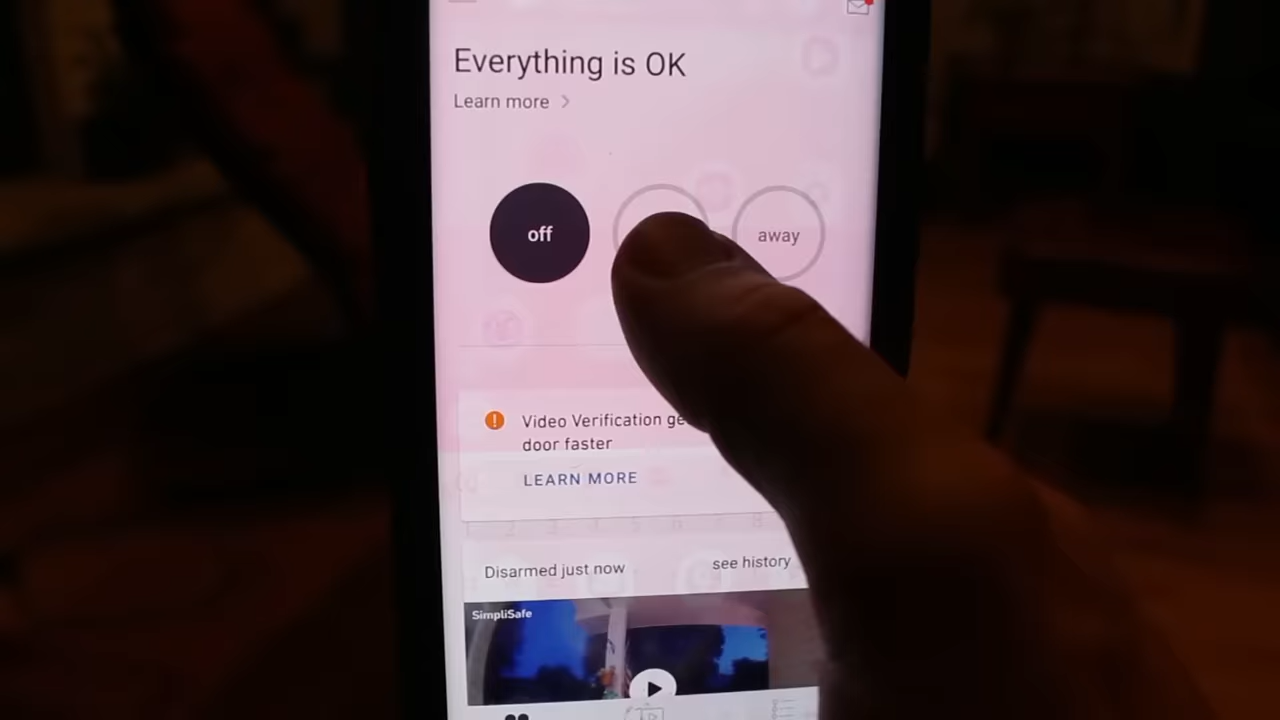 Everything is OK
Learn more
off
away
Video Verification ge
door faster
LEARN MORE
Disarmed just now
see history
SimpliSafe